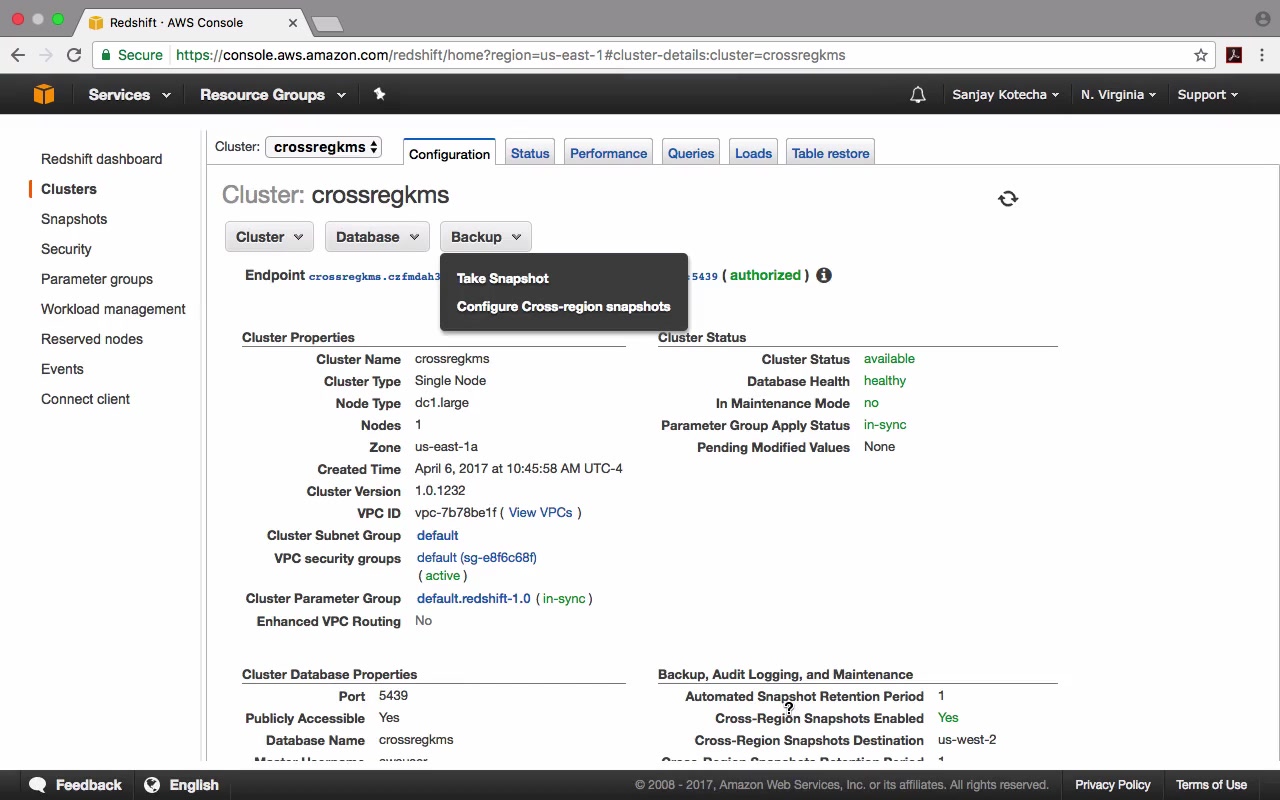 Redshift · AWS Console
Secure https://console.aws.amazon.com/redshift/home?region=us-east-1#cluster-details:cluster=crossregkms
Services Resource Groups Sanjay Kotecha N. Virginia Support
Redshift dashboard
Clusters
Snapshots
Security
Parameter groups
Workload management
Reserved nodes
Events
Connect client
Cluster: crossregkms Configuration Status Performance Queries Loads Table restore
Cluster: crossregkms
Cluster Database Backup
Take Snapshot
Configure Cross-region snapshots
Endpoint crossregkms.czfmdah3 :5439 ( authorized )
Cluster Properties
Cluster Name crossregkms
Cluster Type Single Node
Node Type dc1.large
Nodes 1
Zone us-east-1a
Created Time April 6, 2017 at 10:45:58 AM UTC-4
Cluster Version 1.0.1232
VPC ID vpc-7b78be1f ( View VPCs )
Cluster Subnet Group default
VPC security groups default (sg-e8f6c68f)
( active )
Cluster Parameter Group default.redshift-1.0 ( in-sync )
Enhanced VPC Routing No
Cluster Status
Cluster Status available
Database Health healthy
In Maintenance Mode no
Parameter Group Apply Status in-sync
Pending Modified Values None
Cluster Database Properties
Port 5439
Publicly Accessible Yes
Database Name crossregkms
Backup, Audit Logging, and Maintenance
Automated Snapshot Retention Period 1
Cross-Region Snapshots Enabled Yes
Cross-Region Snapshots Destination us-west-2
Feedback English © 2008 - 2017, Amazon Web Services, Inc. or its affiliates. All rights reserved. Privacy Policy Terms of Use